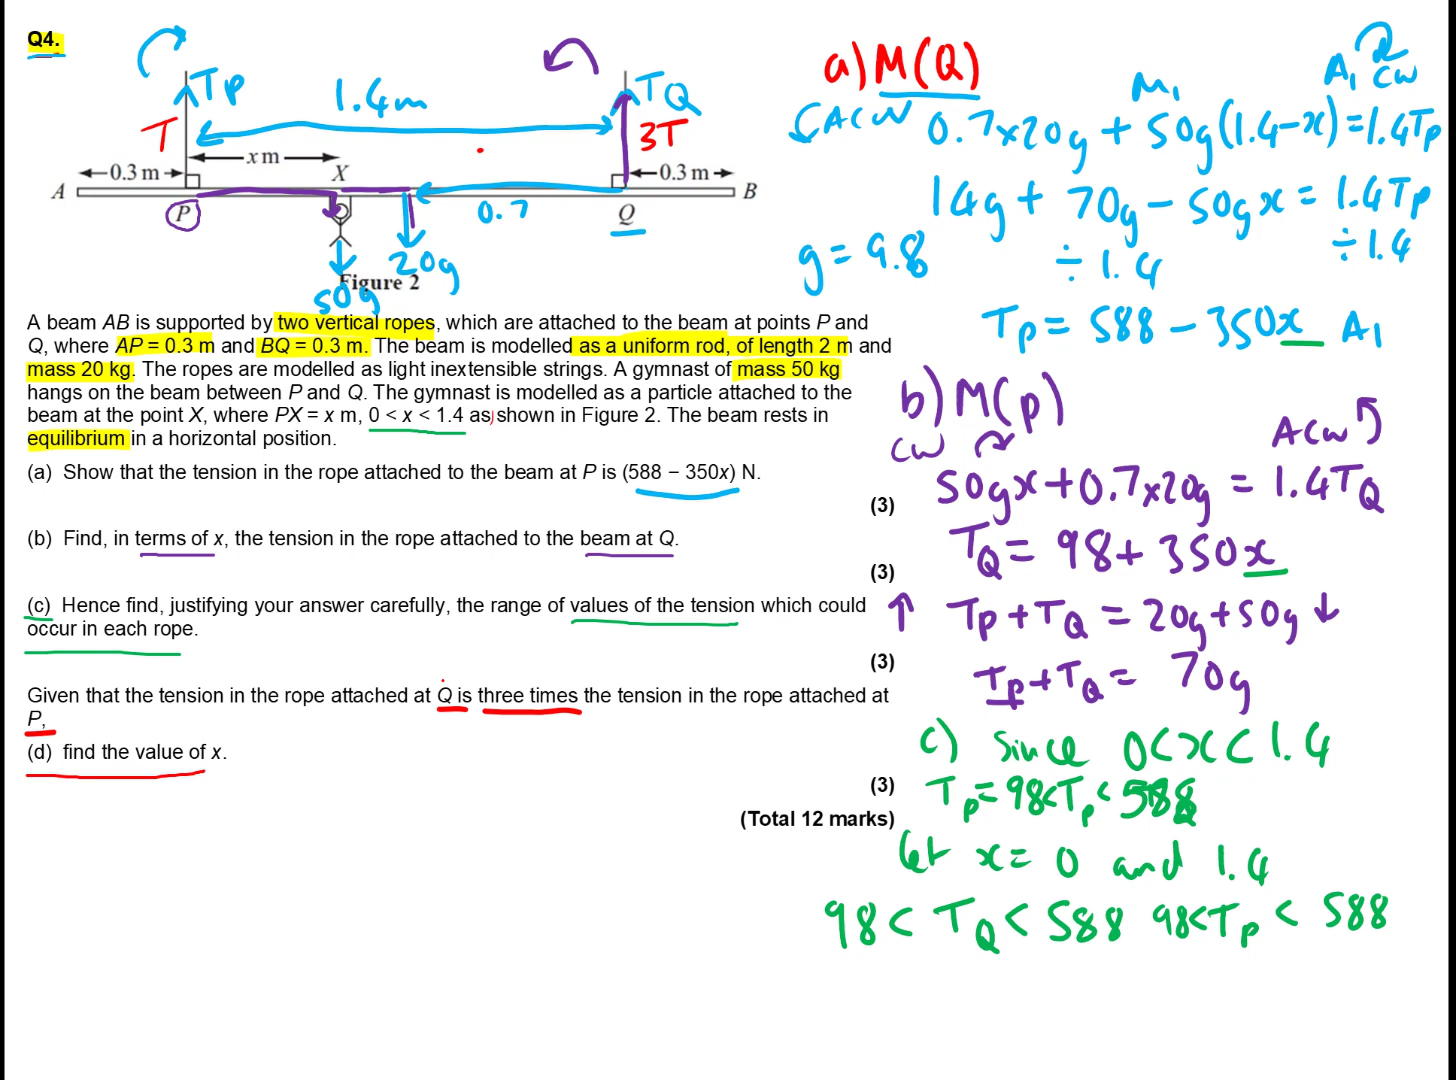 Q4.
TP
1.4m
TQ
T
3T
x m
0.3 m
X
0.3 m
A
B
P
0.7
Q
20g
Figure 2
50g
A beam AB is supported by two vertical ropes, which are attached to the beam at points P and
Q, where AP = 0.3 m and BQ = 0.3 m. The beam is modelled as a uniform rod, of length 2 m and
mass 20 kg. The ropes are modelled as light inextensible strings. A gymnast of mass 50 kg
hangs on the beam between P and Q. The gymnast is modelled as a particle attached to the
beam at the point X, where PX = x m, 0 < x < 1.4 as shown in Figure 2. The beam rests in
equilibrium in a horizontal position.
(a) Show that the tension in the rope attached to the beam at P is (588 − 350x) N.
(3)
(b) Find, in terms of x, the tension in the rope attached to the beam at Q.
(3)
(c) Hence find, justifying your answer carefully, the range of values of the tension which could
occur in each rope.
(3)
Given that the tension in the rope attached at Q is three times the tension in the rope attached at
P,
(d) find the value of x.
(3)
(Total 12 marks)
a) M(Q)
M1
A1 CW
ACW 0.7x20g + 50g(1.4-x) = 1.4Tp
14g + 70g - 50gx = 1.4Tp
g = 9.8
÷ 1.4
÷ 1.4
Tp = 588 - 350x A1
b) M(p)
CW
ACW
50gx + 0.7x20g = 1.4TQ
TQ = 98 + 350x
↑ Tp + TQ = 20g + 50g ↓
Tp + TQ = 70g
c) Since 0 < x < 1.4
Tp = 98 < Tp < 588
let x = 0 and 1.4
98 < TQ < 588 98 < Tp < 588